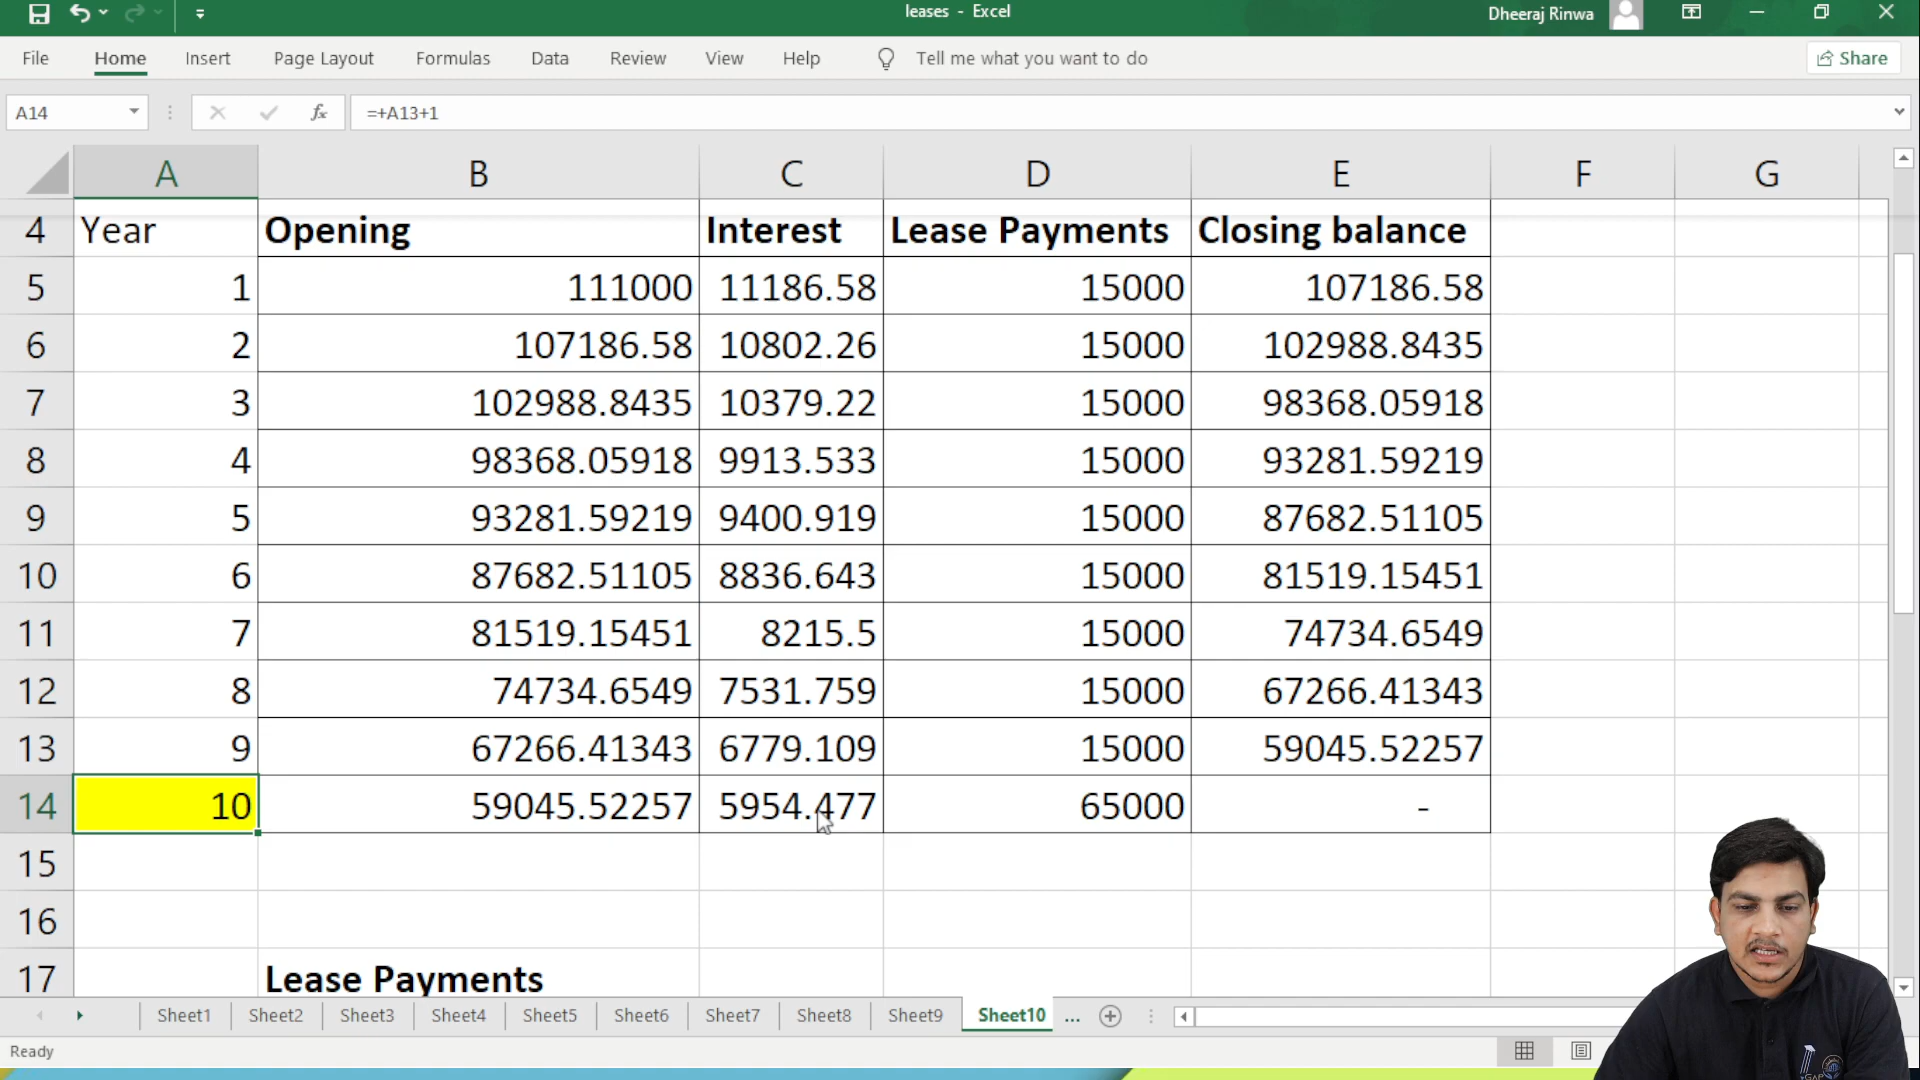 leases - Excel
Dheeraj Rinwa
File Home Insert Page Layout Formulas Data Review View Help Tell me what you want to do Share
A14 fx =+A13+1
A B C D E F G
4 Year Opening Interest Lease Payments Closing balance
5 1 111000 11186.58 15000 107186.58
6 2 107186.58 10802.26 15000 102988.8435
7 3 102988.8435 10379.22 15000 98368.05918
8 4 98368.05918 9913.533 15000 93281.59219
9 5 93281.59219 9400.919 15000 87682.51105
10 6 87682.51105 8836.643 15000 81519.15451
11 7 81519.15451 8215.5 15000 74734.6549
12 8 74734.6549 7531.759 15000 67266.41343
13 9 67266.41343 6779.109 15000 59045.52257
14 10 59045.52257 5954.477 65000 -
15
16
17 Lease Payments
Sheet1 Sheet2 Sheet3 Sheet4 Sheet5 Sheet6 Sheet7 Sheet8 Sheet9 Sheet10 ...
Ready